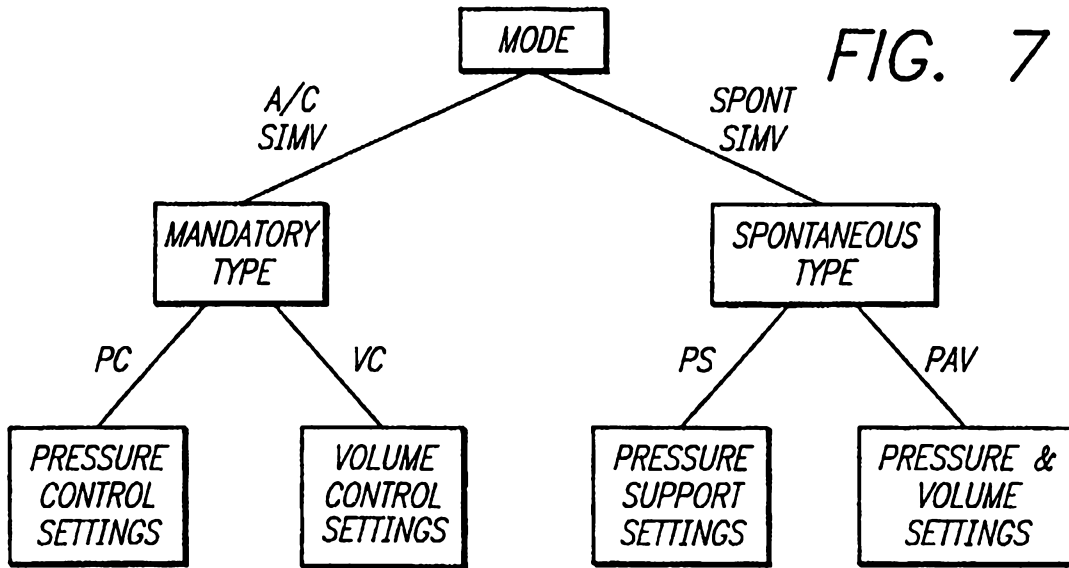 MODE
FIG. 7
A/C
SIMV
SPONT
SIMV
MANDATORY
TYPE
SPONTANEOUS
TYPE
PC
VC
PS
PAV
PRESSURE
CONTROL
SETTINGS
VOLUME
CONTROL
SETTINGS
PRESSURE
SUPPORT
SETTINGS
PRESSURE &
VOLUME
SETTINGS